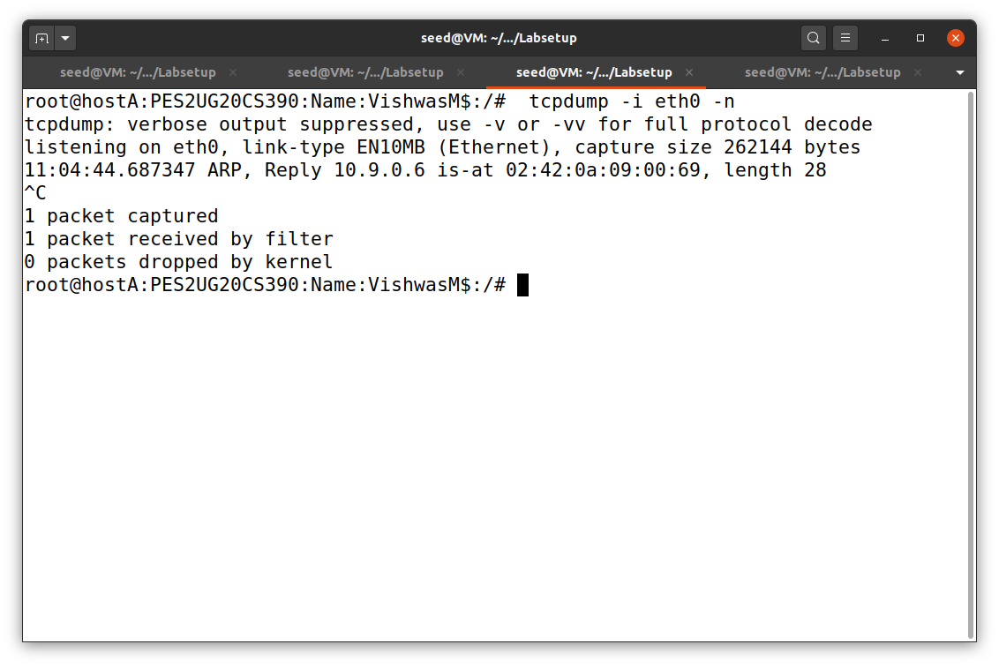 seed@VM: ~/.../Labsetup
seed@VM: ~/.../Labsetup × seed@VM: ~/.../Labsetup × seed@VM: ~/.../Labsetup × seed@VM: ~/.../Labsetup ×
root@hostA:PES2UG20CS390:Name:VishwasM$:/#  tcpdump -i eth0 -n
tcpdump: verbose output suppressed, use -v or -vv for full protocol decode
listening on eth0, link-type EN10MB (Ethernet), capture size 262144 bytes
11:04:44.687347 ARP, Reply 10.9.0.6 is-at 02:42:0a:09:00:69, length 28
^C
1 packet captured
1 packet received by filter
0 packets dropped by kernel
root@hostA:PES2UG20CS390:Name:VishwasM$:/#